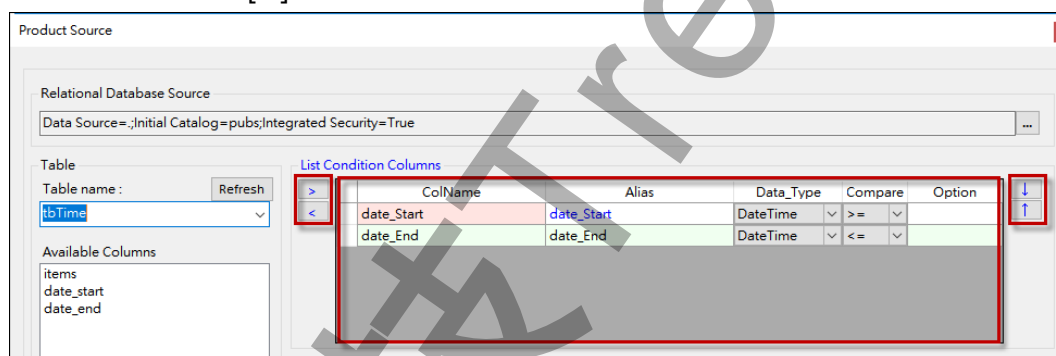 Product Source
Relational Database Source
Data Source=.;Initial Catalog=pubs;Integrated Security=True
...
Table
Table name :
Refresh
tbTime
Available Columns
items
date_start
date_end
List Condition Columns
>
<
ColName Alias Data_Type Compare Option
date_Start date_Start DateTime >=
date_End date_End DateTime <=
↓
↑